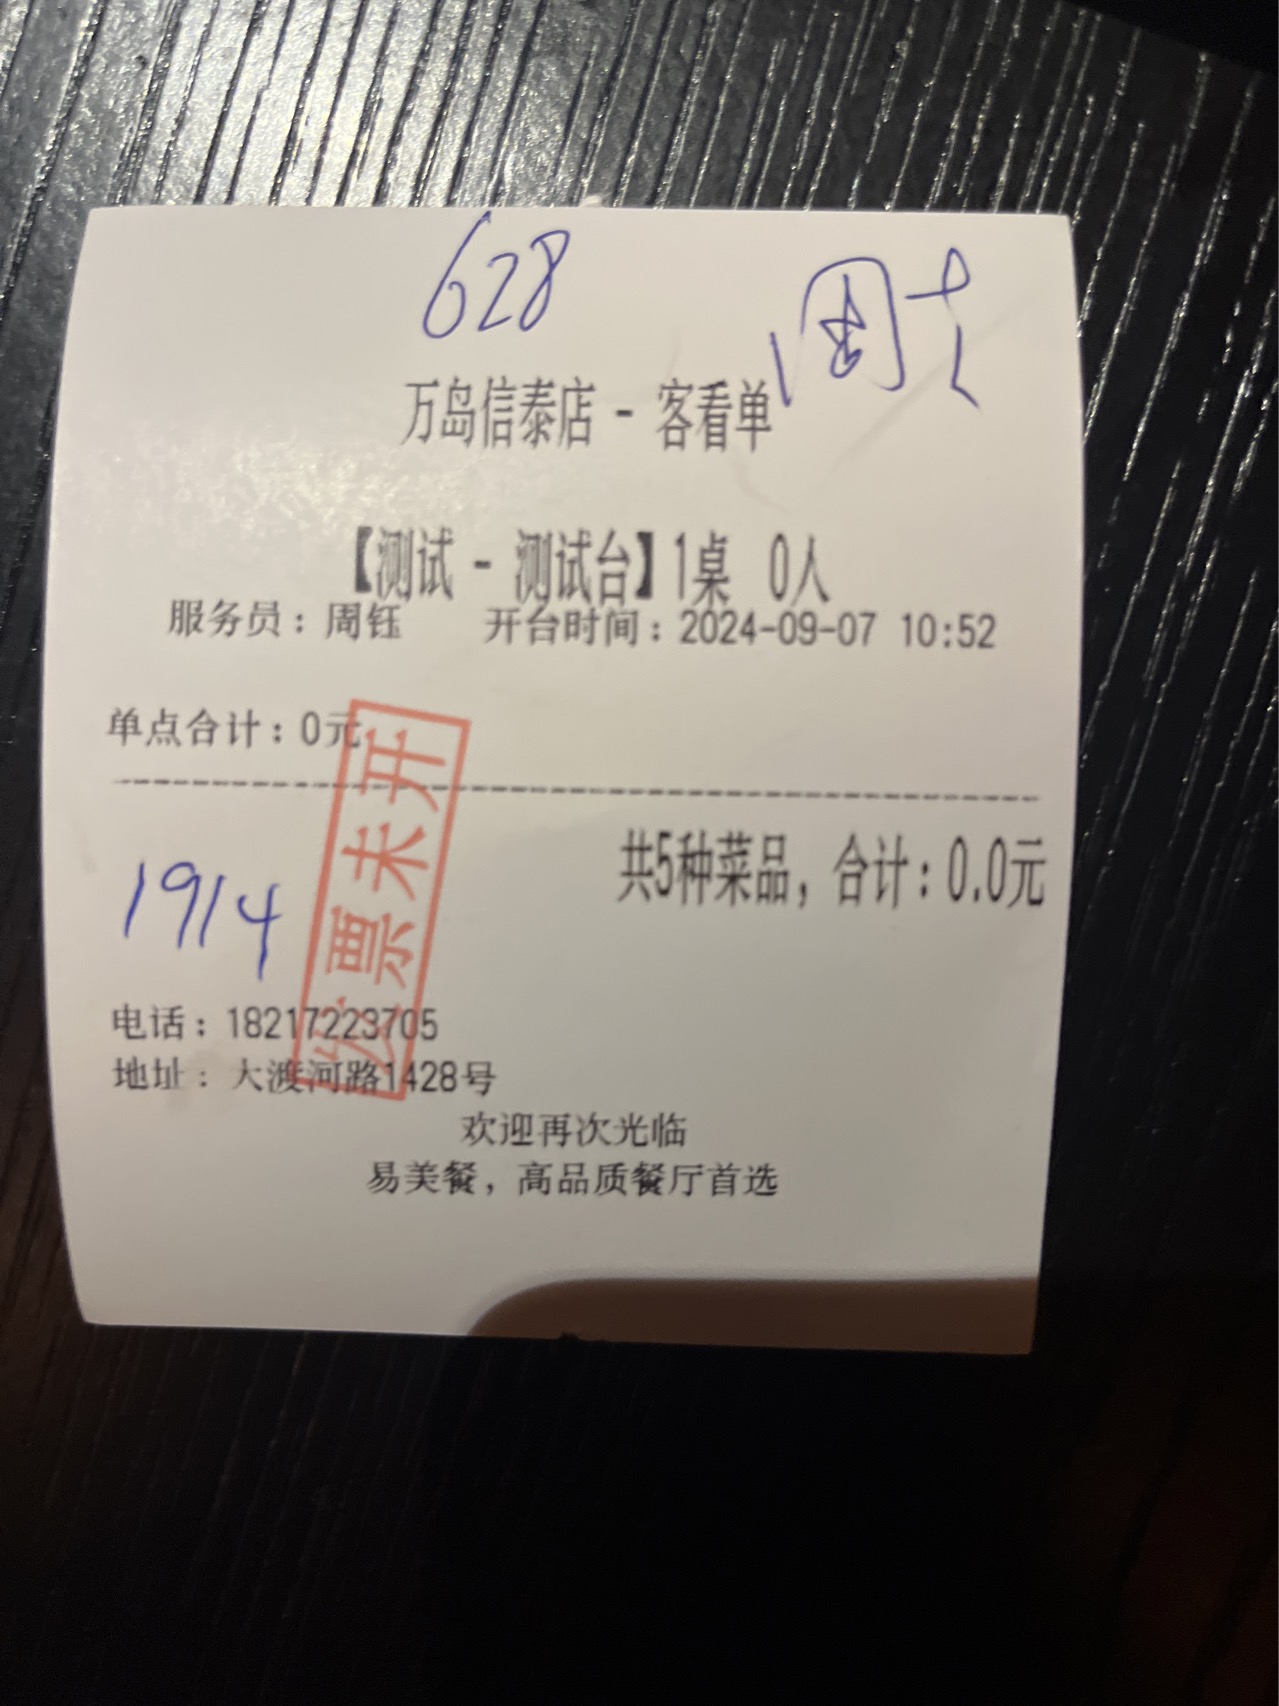 628
万岛信泰店 - 客看单
【测试 - 测试台】1桌 0人
服务员：周钰 开台时间：2024-09-07 10:52
单点合计：0元
共5种菜品，合计：0.0元
1914
发票未开
电话：18217223705
地址：大渡河路1428号
欢迎再次光临
易美餐，高品质餐厅首选